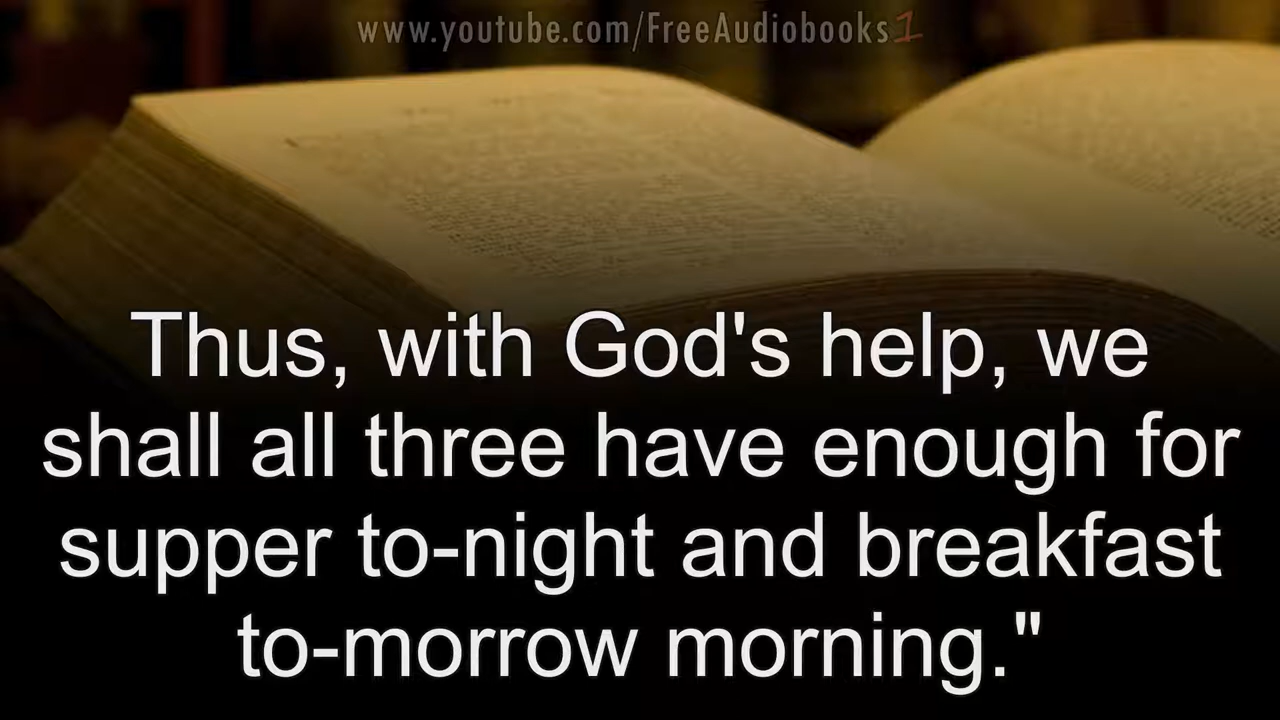 www.youtube.com/FreeAudiobooks1
Thus, with God's help, we
shall all three have enough for
supper to-night and breakfast
to-morrow morning."